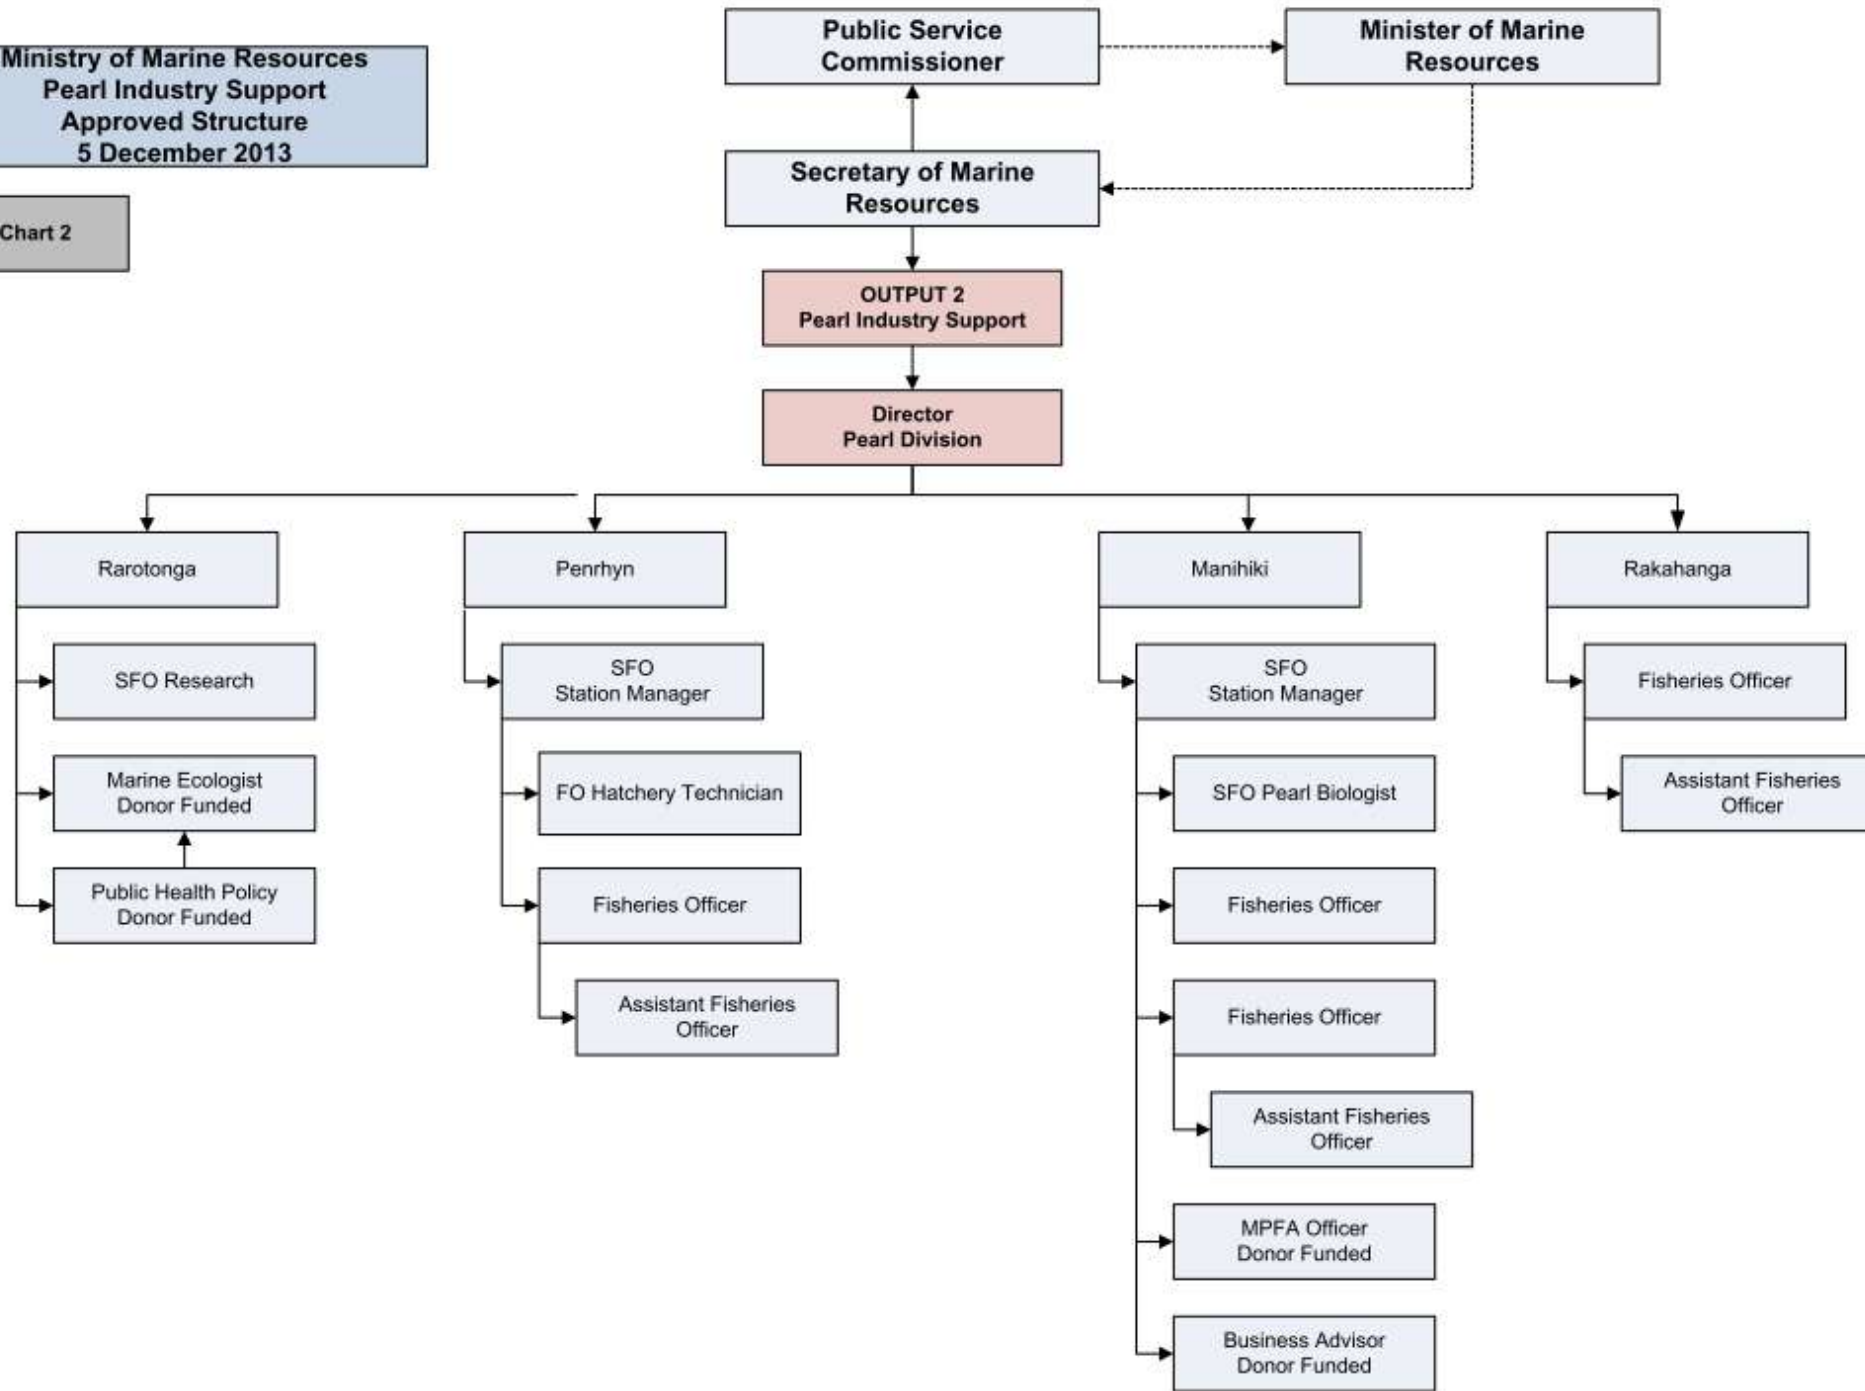 Ministry of Marine Resources
Pearl Industry Support
Approved Structure
5 December 2013
Chart 2
Public Service
Commissioner
Minister of Marine
Resources
Secretary of Marine
Resources
OUTPUT 2
Pearl Industry Support
Director
Pearl Division
Rarotonga
SFO Research
Marine Ecologist
Donor Funded
Public Health Policy
Donor Funded
Penrhyn
SFO
Station Manager
FO Hatchery Technician
Fisheries Officer
Assistant Fisheries
Officer
Manihiki
SFO
Station Manager
SFO Pearl Biologist
Fisheries Officer
Fisheries Officer
Assistant Fisheries
Officer
MPFA Officer
Donor Funded
Business Advisor
Donor Funded
Rakahanga
Fisheries Officer
Assistant Fisheries
Officer